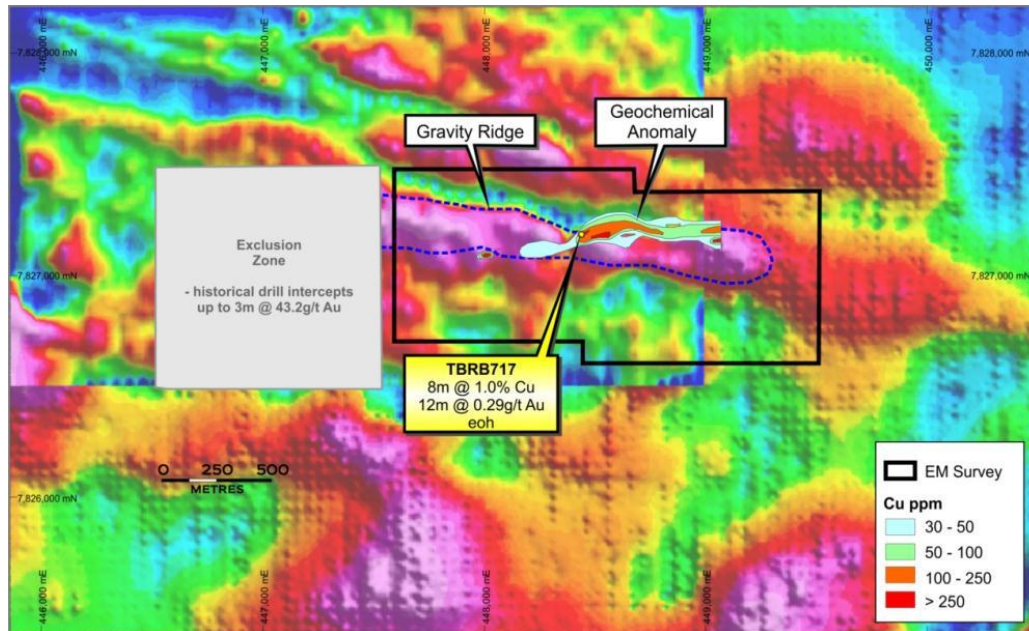 446,000 mE
447,000 mE
448,000 mE
449,000 mE
450,000 mE
7,828,000 mN
7,828,000 mN
Gravity Ridge
Geochemical
Anomaly
Exclusion
Zone
- historical drill intercepts
up to 3m @ 43.2g/t Au
7,827,000 mN
7,827,000 mN
TBRB717
8m @ 1.0% Cu
12m @ 0.29g/t Au
eoh
0 250 500
METRES
7,826,000 mN
446,000 mE
447,000 mE
448,000 mE
449,000 mE
EM Survey
Cu ppm
30 - 50
50 - 100
100 - 250
> 250